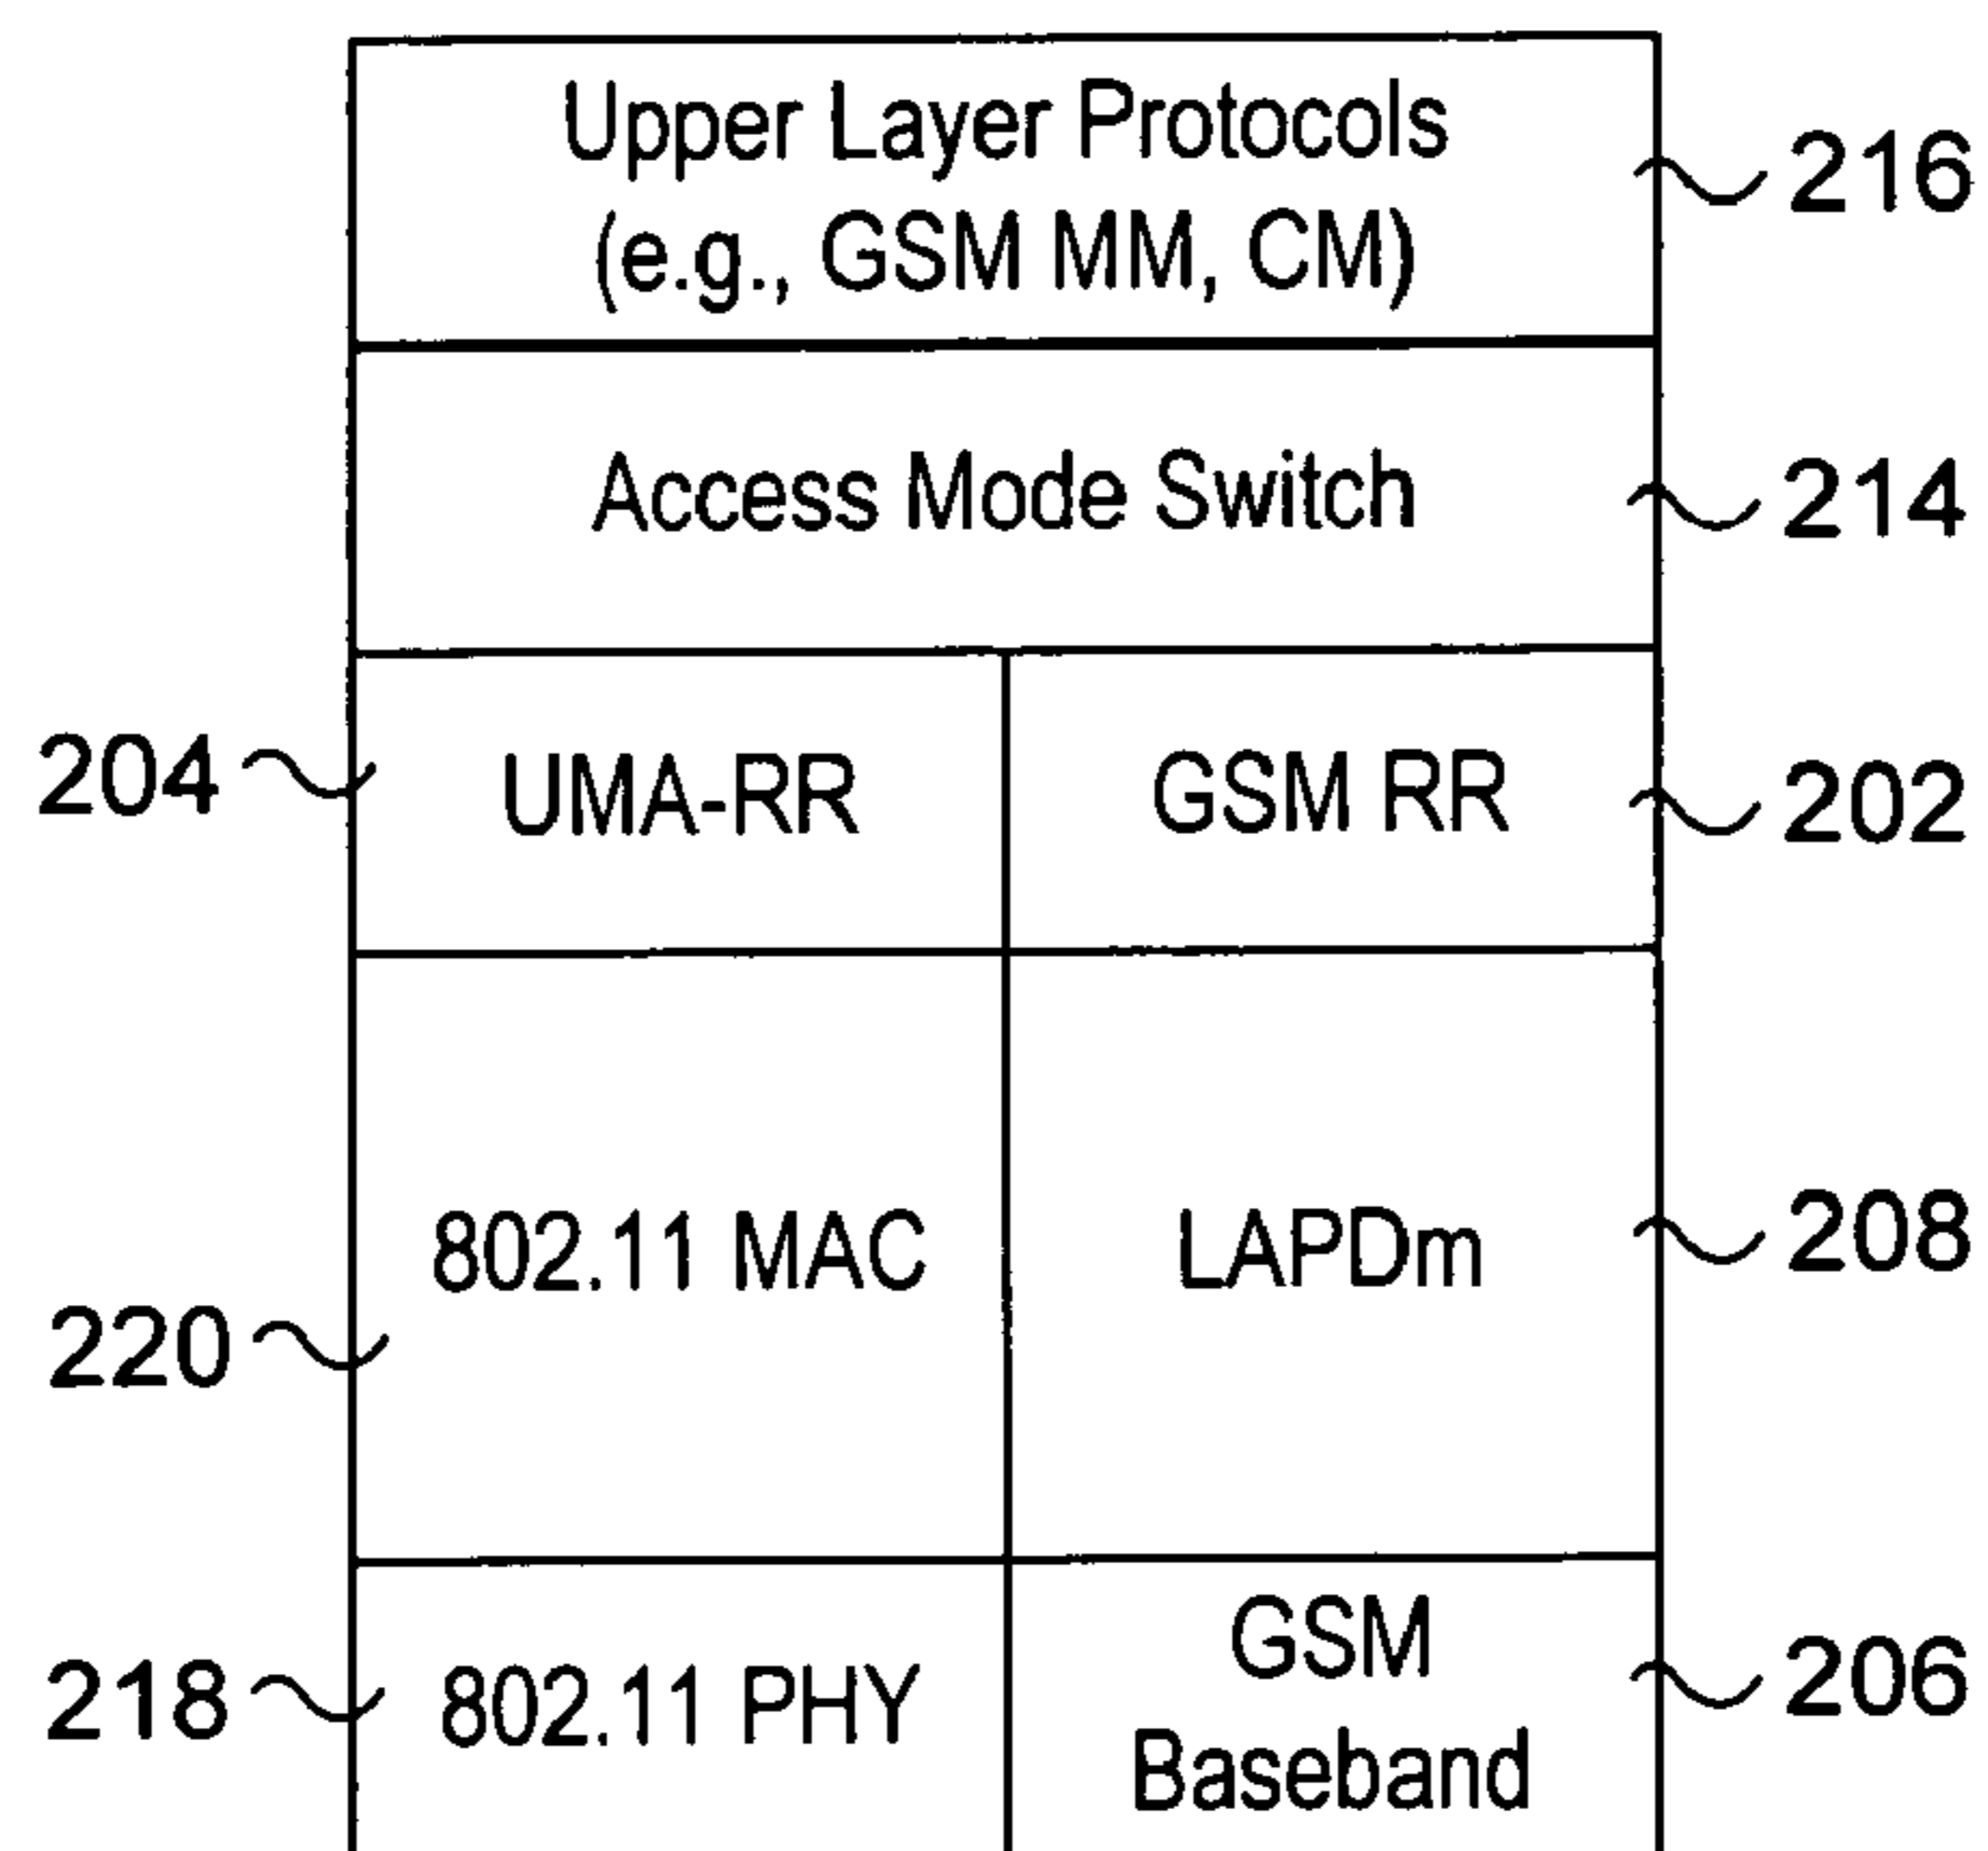 Upper Layer Protocols
(e.g., GSM MM, CM)
216
Access Mode Switch
214
204
UMA-RR
GSM RR
202
802.11 MAC
LAPDm
208
220
218
802.11 PHY
GSM
Baseband
206